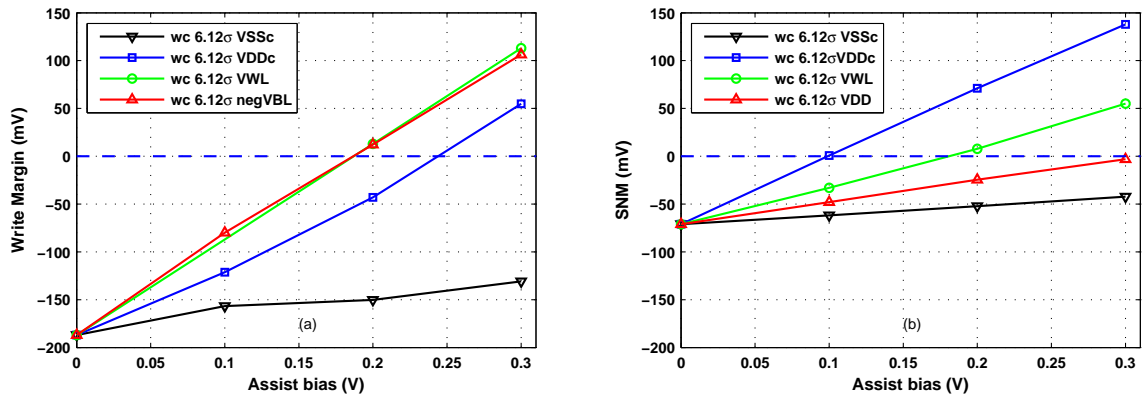 150
100
50
0
−50
−100
−150
−200
Write Margin (mV)
wc 6.12σ VSSc
wc 6.12σ VDDc
wc 6.12σ VWL
wc 6.12σ negVBL
(a)
0 0.05 0.1 0.15 0.2 0.25 0.3
Assist bias (V)
150
100
50
0
−50
−100
−150
−200
SNM (mV)
wc 6.12σ VSSc
wc 6.12σVDDc
wc 6.12σ VWL
wc 6.12σ VDD
(b)
0 0.05 0.1 0.15 0.2 0.25 0.3
Assist bias (V)